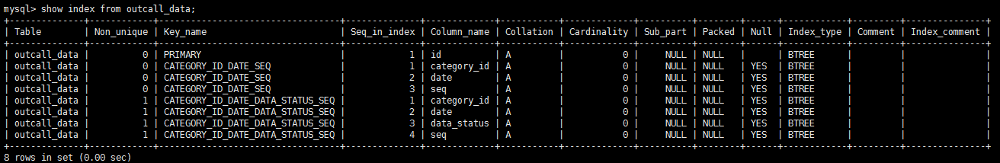 mysql> show index from outcall_data;
+--------------+------------+----------------------------------+--------------+-------------+-----------+-------------+----------+--------+------+------------+---------+---------------+
| Table | Non_unique | Key_name | Seq_in_index | Column_name | Collation | Cardinality | Sub_part | Packed | Null | Index_type | Comment | Index_comment |
+--------------+------------+----------------------------------+--------------+-------------+-----------+-------------+----------+--------+------+------------+---------+---------------+
| outcall_data | 0 | PRIMARY | 1 | id | A | 0 | NULL | NULL | | BTREE | | |
| outcall_data | 0 | CATEGORY_ID_DATE_SEQ | 1 | category_id | A | 0 | NULL | NULL | YES | BTREE | | |
| outcall_data | 0 | CATEGORY_ID_DATE_SEQ | 2 | date | A | 0 | NULL | NULL | YES | BTREE | | |
| outcall_data | 0 | CATEGORY_ID_DATE_SEQ | 3 | seq | A | 0 | NULL | NULL | YES | BTREE | | |
| outcall_data | 1 | CATEGORY_ID_DATE_DATA_STATUS_SEQ | 1 | category_id | A | 0 | NULL | NULL | YES | BTREE | | |
| outcall_data | 1 | CATEGORY_ID_DATE_DATA_STATUS_SEQ | 2 | date | A | 0 | NULL | NULL | YES | BTREE | | |
| outcall_data | 1 | CATEGORY_ID_DATE_DATA_STATUS_SEQ | 3 | data_status | A | 0 | NULL | NULL | YES | BTREE | | |
| outcall_data | 1 | CATEGORY_ID_DATE_DATA_STATUS_SEQ | 4 | seq | A | 0 | NULL | NULL | YES | BTREE | | |
+--------------+------------+----------------------------------+--------------+-------------+-----------+-------------+----------+--------+------+------------+---------+---------------+
8 rows in set (0.00 sec)